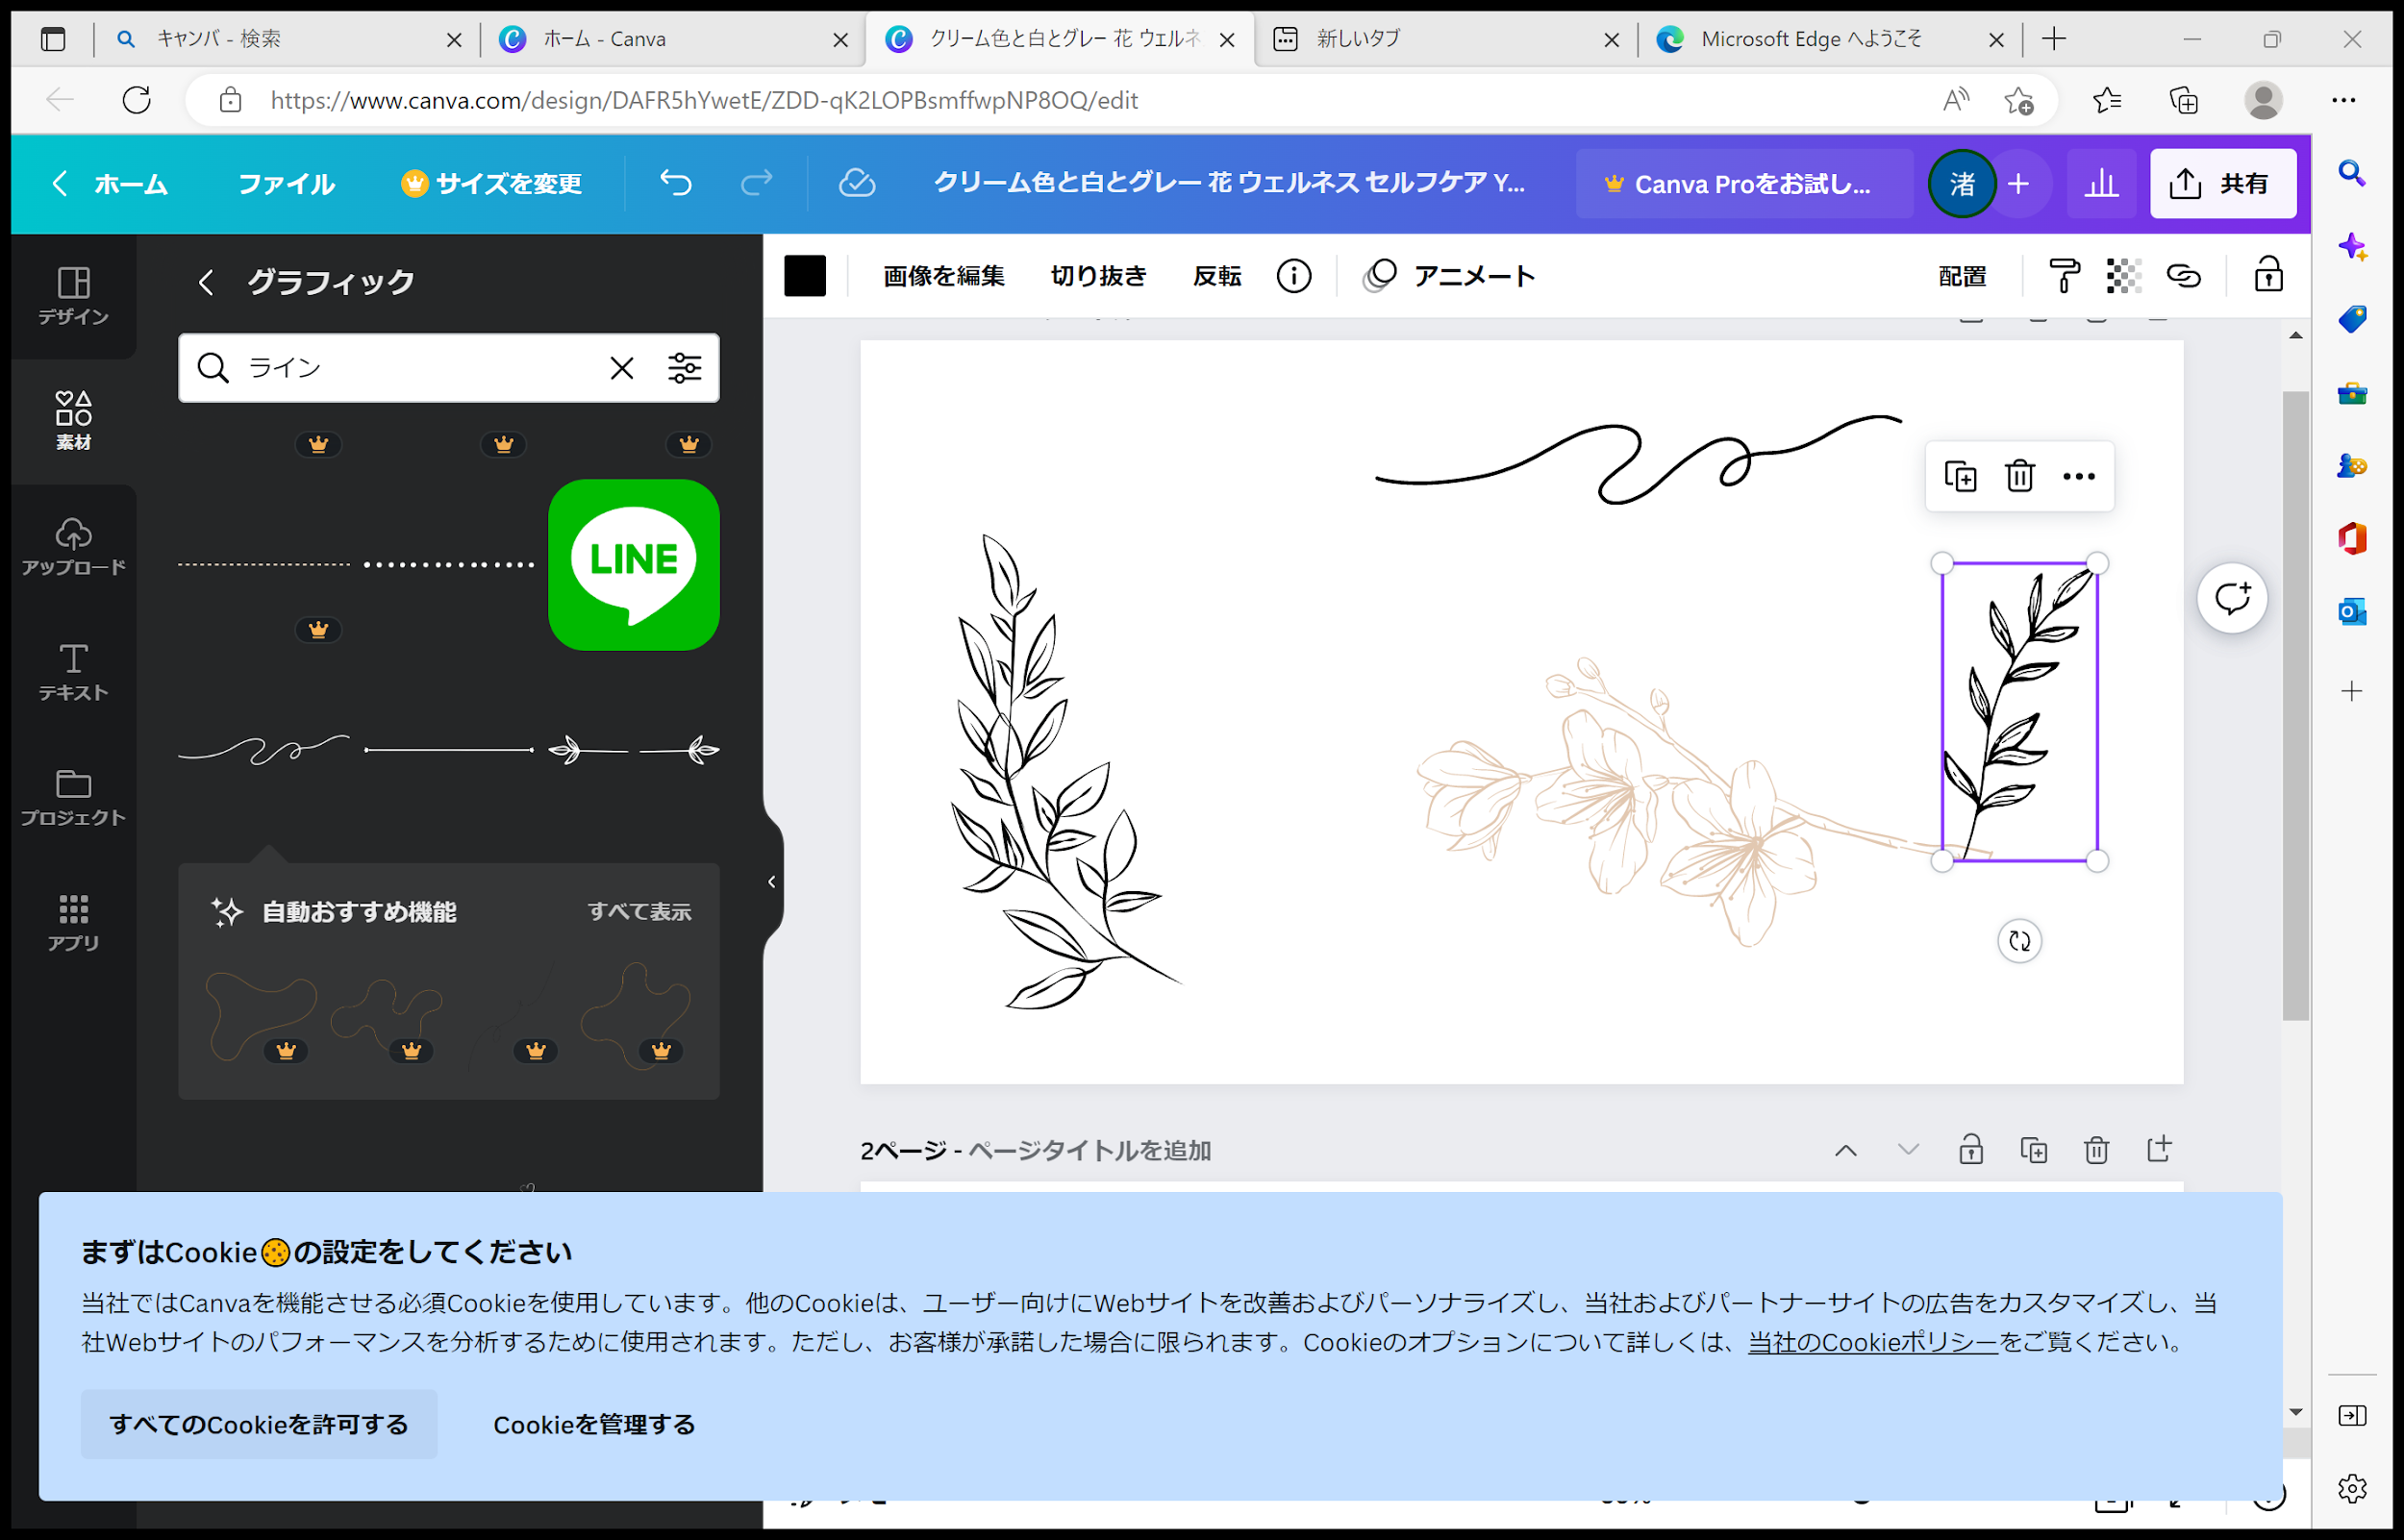 キャンバ - 検索
ホーム - Canva
クリーム色と白とグレー 花 ウェルネ
新しいタブ
Microsoft Edge へようこそ
https://www.canva.com/design/DAFR5hYwetE/ZDD-qK2LOPBsmffwpNP8OQ/edit
ホーム
ファイル
サイズを変更
クリーム色と白とグレー 花 ウェルネス セルフケア Y...
Canva Proをお試し...
渚
共有
デザイン
素材
アップロード
テキスト
プロジェクト
アプリ
グラフィック
ライン
LINE
自動おすすめ機能
すべて表示
画像を編集
切り抜き
反転
アニメート
配置
2ページ - ページタイトルを追加
まずはCookie🍪の設定をしてください
当社ではCanvaを機能させる必須Cookieを使用しています。他のCookieは、ユーザー向けにWebサイトを改善およびパーソナライズし、当社およびパートナーサイトの広告をカスタマイズし、当
社Webサイトのパフォーマンスを分析するために使用されます。ただし、お客様が承諾した場合に限られます。Cookieのオプションについて詳しくは、当社のCookieポリシーをご覧ください。
すべてのCookieを許可する
Cookieを管理する